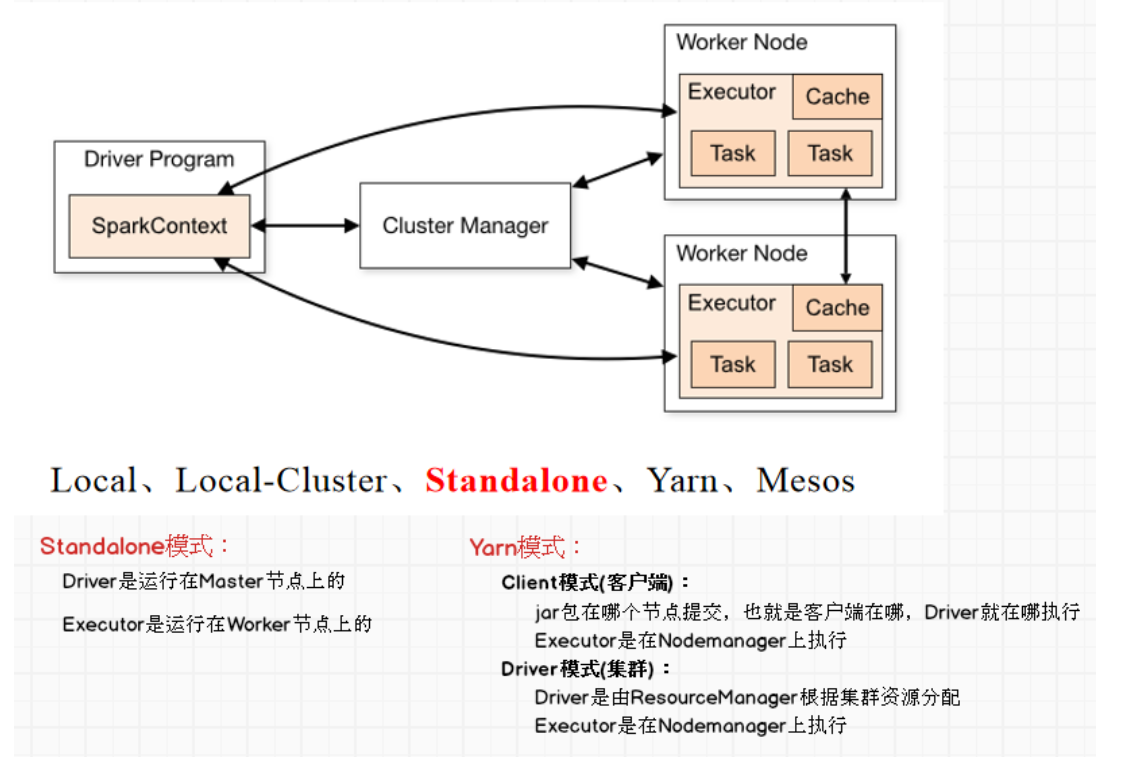 Worker Node
Executor
Cache
Task
Task
Driver Program
SparkContext
Cluster Manager
Worker Node
Executor
Cache
Task
Task
Local、Local-Cluster、Standalone、Yarn、Mesos
Standalone模式：
Driver是运行在Master节点上的
Executor是运行在Worker节点上的
Yarn模式：
Client模式(客户端)：
jar包在哪个节点提交，也就是客户端在哪，Driver就在哪执行
Executor是在Nodemanager上执行
Driver模式(集群)：
Driver是由ResourceManager根据集群资源分配
Executor是在Nodemanager上执行